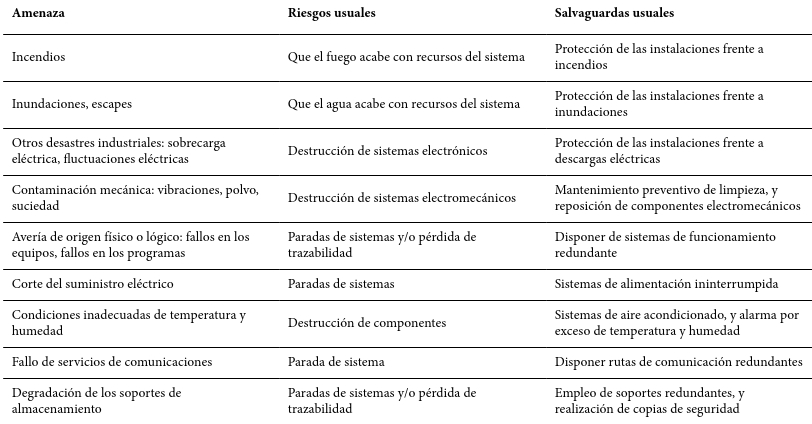 Amenaza Riesgos usuales Salvaguardas usuales
Incendios Que el fuego acabe con recursos del sistema Protección de las instalaciones frente a
incendios
Inundaciones, escapes Que el agua acabe con recursos del sistema Protección de las instalaciones frente a
inundaciones
Otros desastres industriales: sobrecarga
eléctrica, fluctuaciones eléctricas Destrucción de sistemas electrónicos Protección de las instalaciones frente a
descargas eléctricas
Contaminación mecánica: vibraciones, polvo,
suciedad Destrucción de sistemas electromecánicos Mantenimiento preventivo de limpieza, y
reposición de componentes electromecánicos
Avería de origen físico o lógico: fallos en los
equipos, fallos en los programas Paradas de sistemas y/o pérdida de
trazabilidad Disponer de sistemas de funcionamiento
redundante
Corte del suministro eléctrico Paradas de sistemas Sistemas de alimentación ininterrumpida
Condiciones inadecuadas de temperatura y
humedad Destrucción de componentes Sistemas de aire acondicionado, y alarma por
exceso de temperatura y humedad
Fallo de servicios de comunicaciones Parada de sistema Disponer rutas de comunicación redundantes
Degradación de los soportes de
almacenamiento Paradas de sistemas y/o pérdida de
trazabilidad Empleo de soportes redundantes, y
realización de copias de seguridad